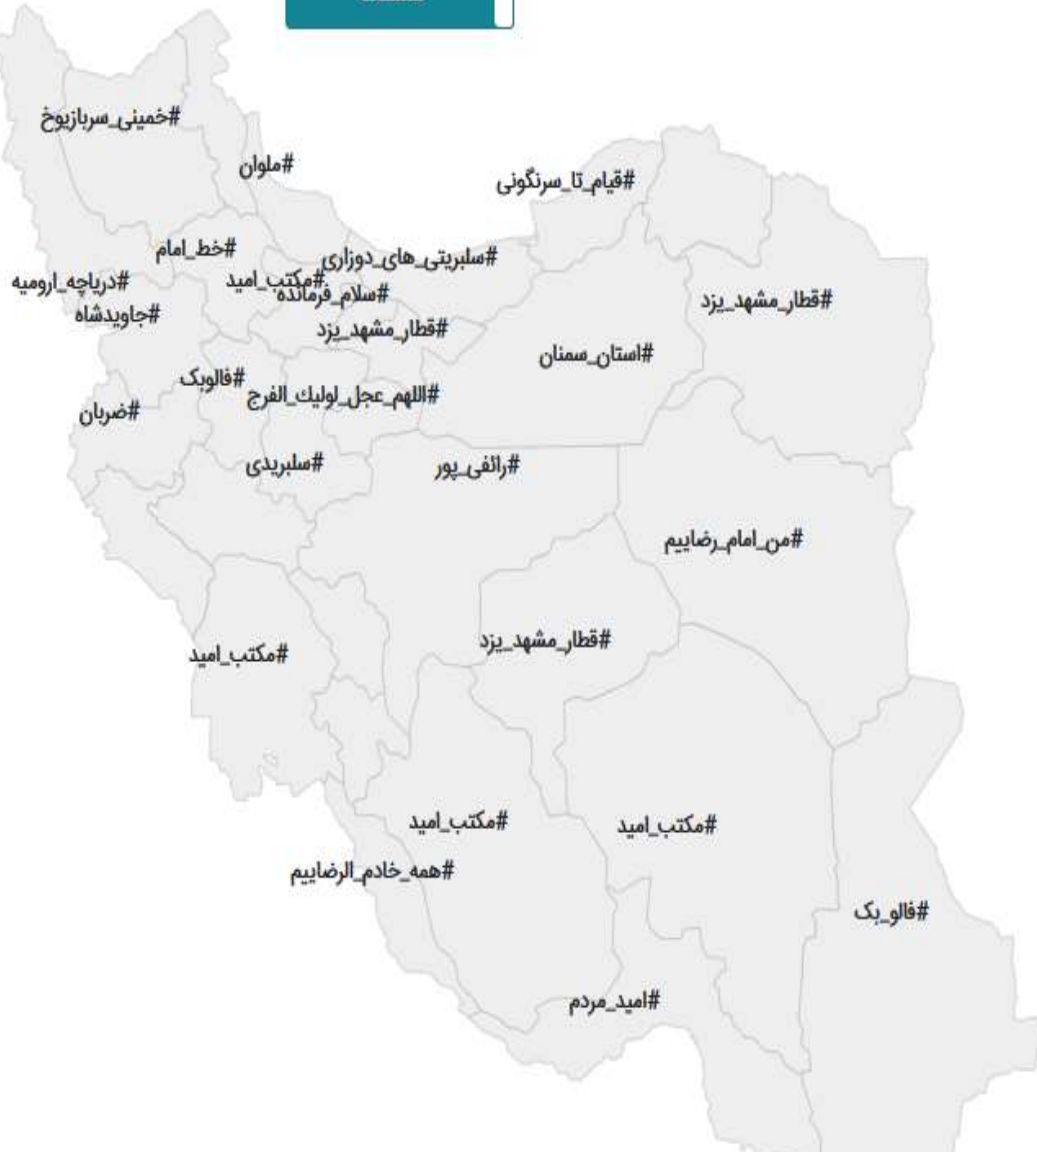 #خمینی_سربازیوخ
#ملوان
#قیام_تا_سرنگونی
#خط_امام
#سلبریتی_های_دوزاری
#دریاچه_ارومیه
#مکتب_امید
#سلام_فرمانده
#قطار_مشهد_یزد
#جاویدشاه
#قطار_مشهد_یزد
#استان_سمنان
#فالوبک
#اللهم_عجل_لولیك_الفرج
#ضربان
#سلبریدی
#رائفی_پور
#من_امام_رضاییم
#قطار_مشهد_یزد
#مکتب_امید
#مکتب_امید
#مکتب_امید
#همه_خادم_الرضاییم
#فالو_بک
#امید_مردم